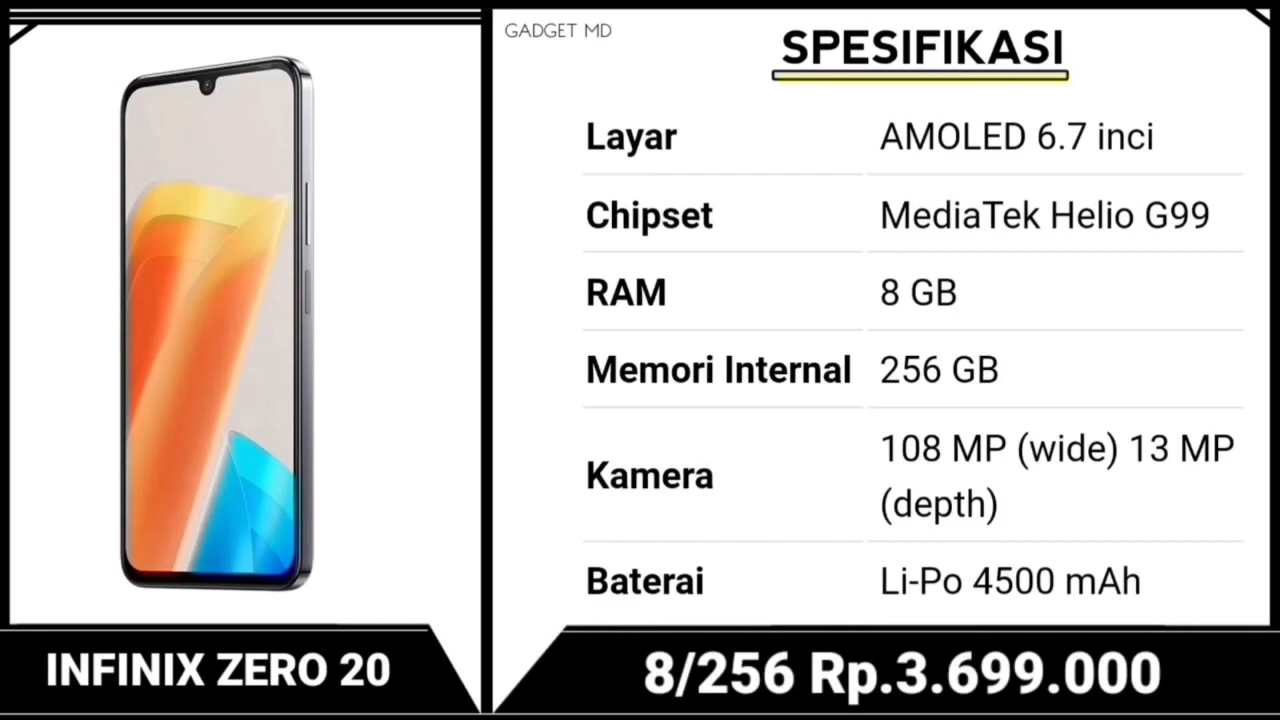 GADGET MD
SPESIFIKASI
Layar AMOLED 6.7 inci
Chipset MediaTek Helio G99
RAM 8 GB
Memori Internal 256 GB
Kamera 108 MP (wide) 13 MP
(depth)
Baterai Li-Po 4500 mAh
INFINIX ZERO 20
8/256 Rp.3.699.000